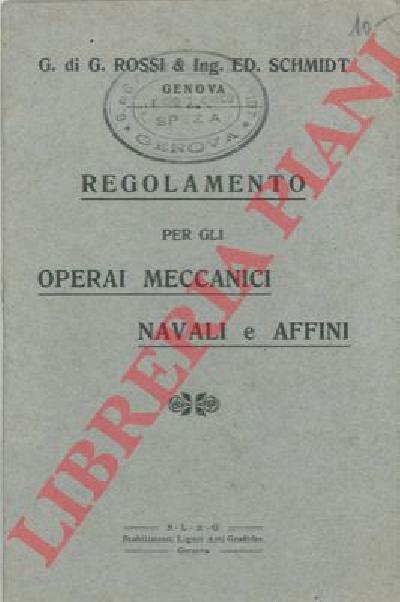 10-
G. di G. ROSSI & Ing. ED. SCHMIDT
GENOVA
SPEZIA
GENOVA
REGOLAMENTO
PER GLI
OPERAI MECCANICI
NAVALI e AFFINI
S-L-A-G
Stabilimenti Liguri Arti Grafiche
Genova
LIBRERIA PIANI